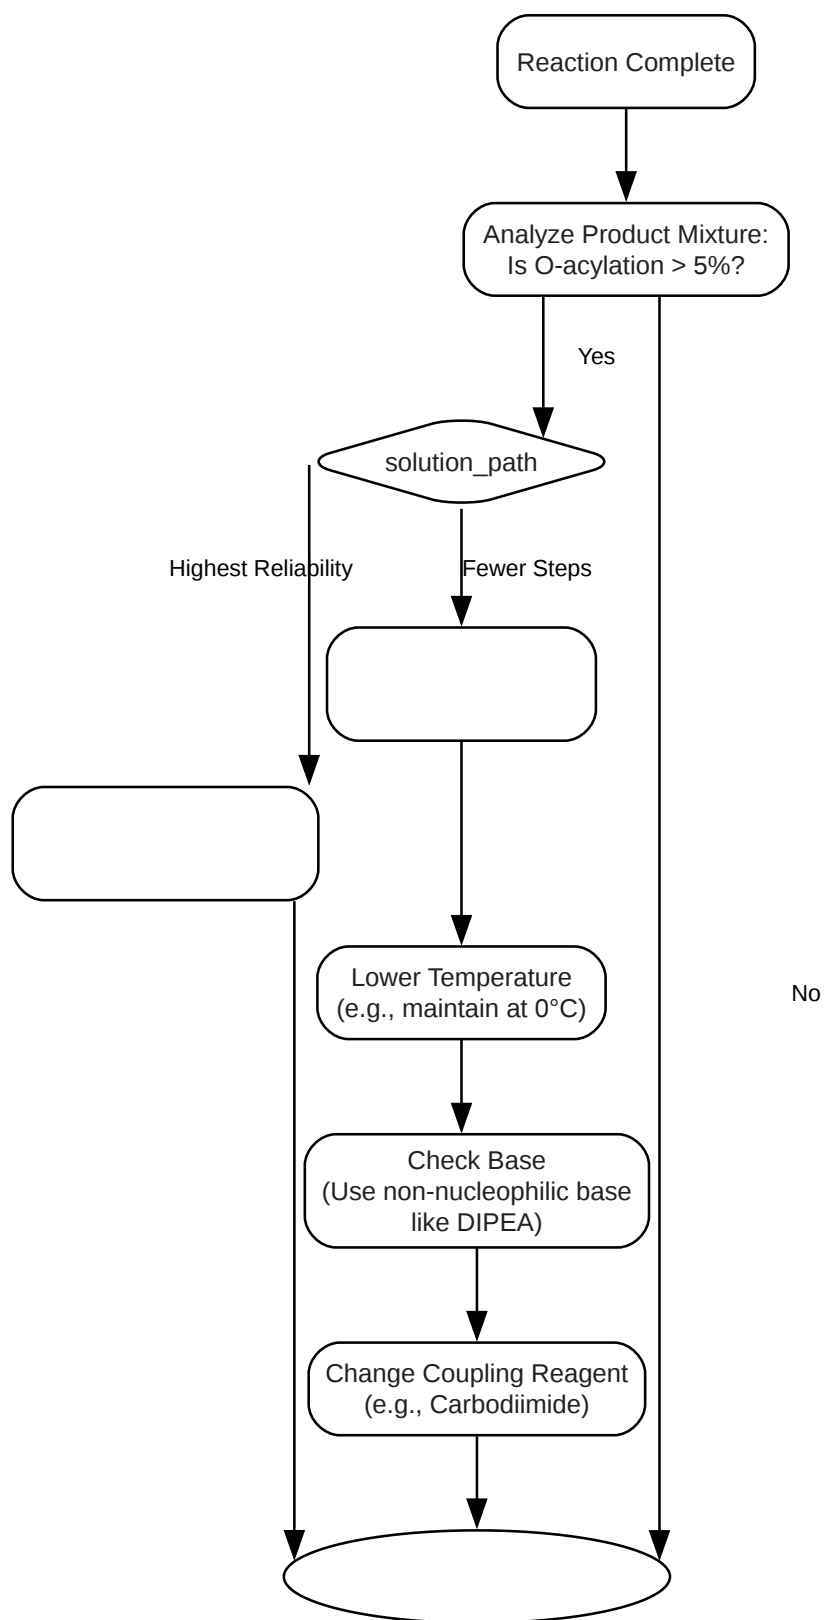 Reaction Complete
Analyze Product Mixture:
Is O-acylation > 5%?
Yes
solution_path
Highest Reliability
Fewer Steps
Lower Temperature
(e.g., maintain at 0°C)
No
Check Base
(Use non-nucleophilic base
like DIPEA)
Change Coupling Reagent
(e.g., Carbodiimide)